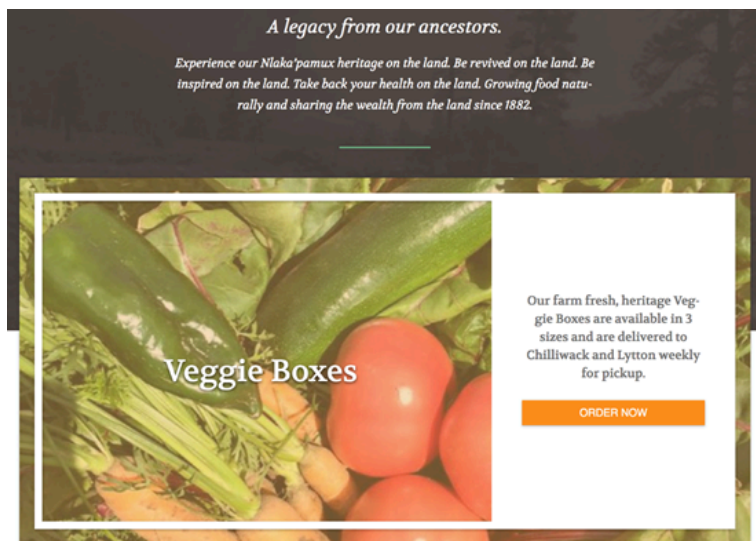 A legacy from our ancestors.
Experience our Nlaka'pamux heritage on the land. Be revived on the land. Be
inspired on the land. Take back your health on the land. Growing food natu-
rally and sharing the wealth from the land since 1882.
Veggie Boxes
Our farm fresh, heritage Veg-
gie Boxes are available in 3
sizes and are delivered to
Chilliwack and Lytton weekly
for pickup.
ORDER NOW